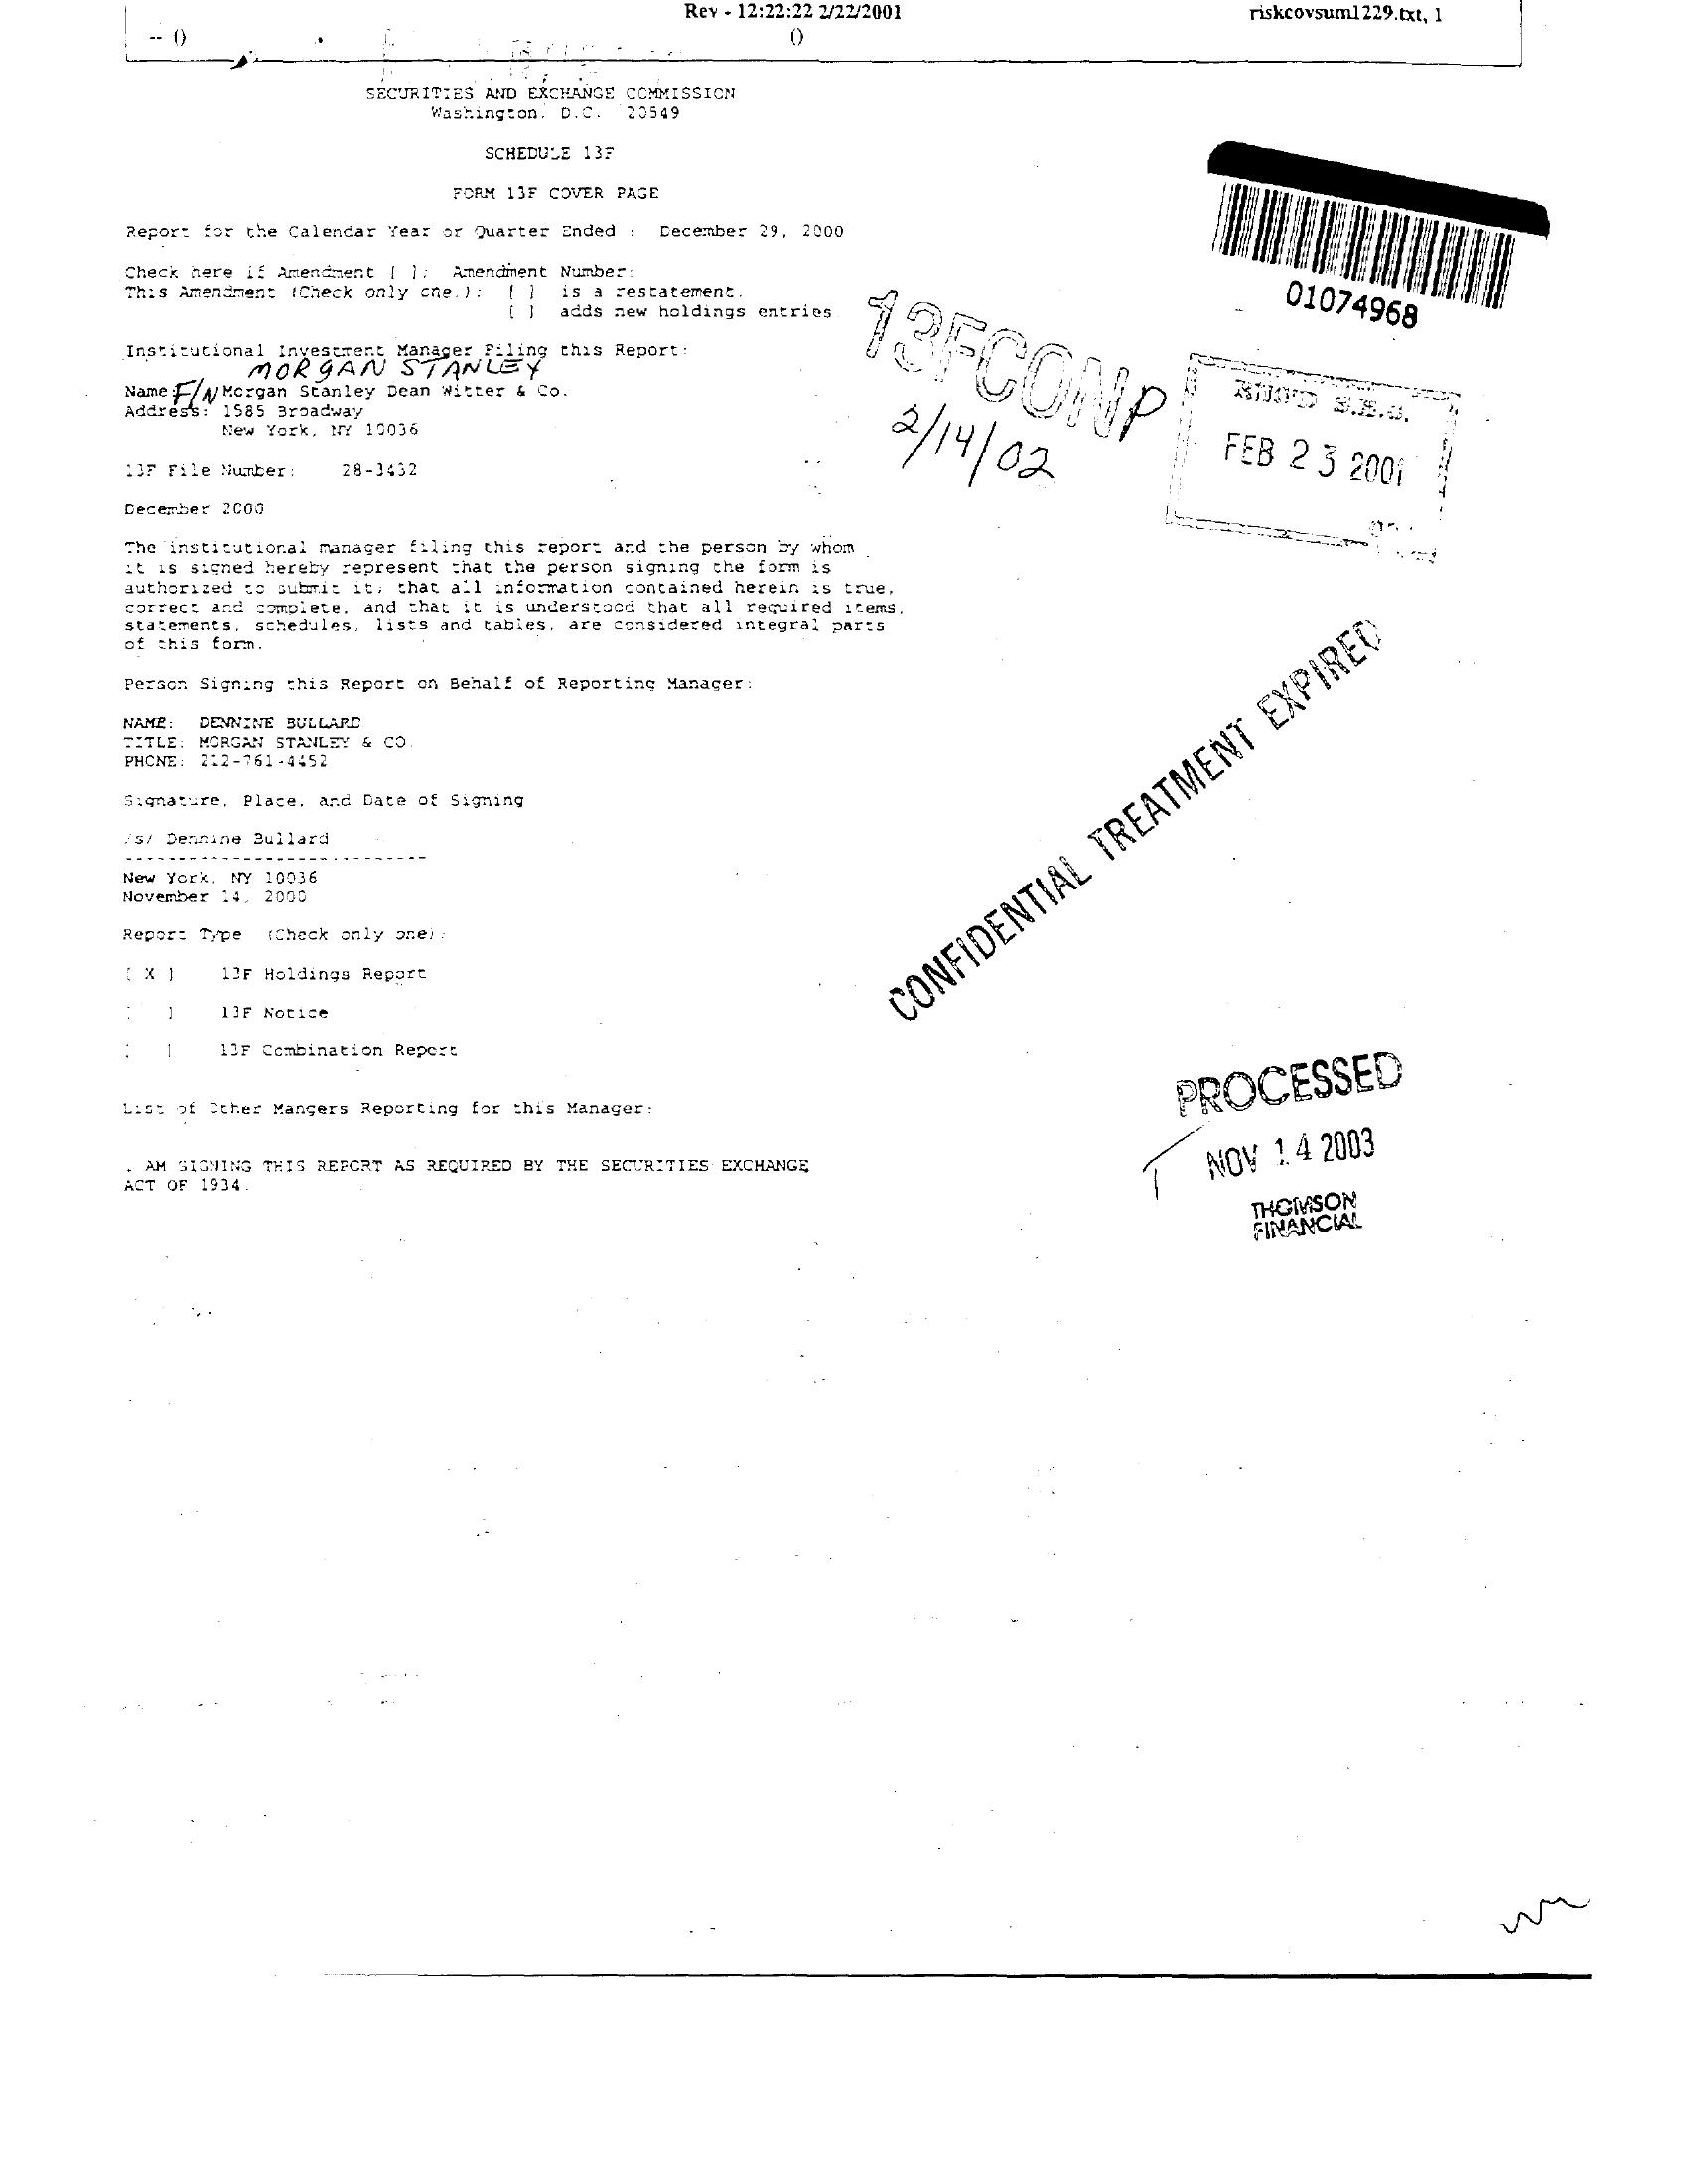 Rev - 12:22:22 2/22/2001
riskcovsum1229.txt, 1
-- ()
()
SECURITIES AND EXCHANGE COMMISSION
Washington, D.C. 20549
SCHEDULE 13F
FORM 13F COVER PAGE
Report for the Calendar Year or Quarter Ended : December 29, 2000
Check here if Amendment [ ]; Amendment Number:
This Amendment (Check only one.): [ ] is a restatement.
[ ] adds new holdings entries
01074968
13FCONP
2/14/02
REC'D S.E.C.
FEB 23 2001
Institutional Investment Manager Filing this Report:
MORGAN STANLEY
Name: F/N Morgan Stanley Dean Witter & Co.
Address: 1585 Broadway
New York, NY 10036
13F File Number: 28-3432
December 2000
The institutional manager filing this report and the person by whom
it is signed hereby represent that the person signing the form is
authorized to submit it, that all information contained herein is true,
correct and complete, and that it is understood that all required items,
statements, schedules, lists and tables, are considered integral parts
of this form.
Person Signing this Report on Behalf of Reporting Manager:
NAME: DENNINE BULLARD
TITLE: MORGAN STANLEY & CO.
PHONE: 212-761-4452
Signature, Place, and Date of Signing
/s/ Dennine Bullard
----------------------------
New York, NY 10036
November 14, 2000
CONFIDENTIAL TREATMENT EXPIRED
Report Type (Check only one):
[ X ] 13F Holdings Report
[ ] 13F Notice
[ ] 13F Combination Report
List of Other Mangers Reporting for this Manager:
PROCESSED
NOV 14 2003
THOMSON
FINANCIAL
AM SIGNING THIS REPORT AS REQUIRED BY THE SECURITIES EXCHANGE
ACT OF 1934.